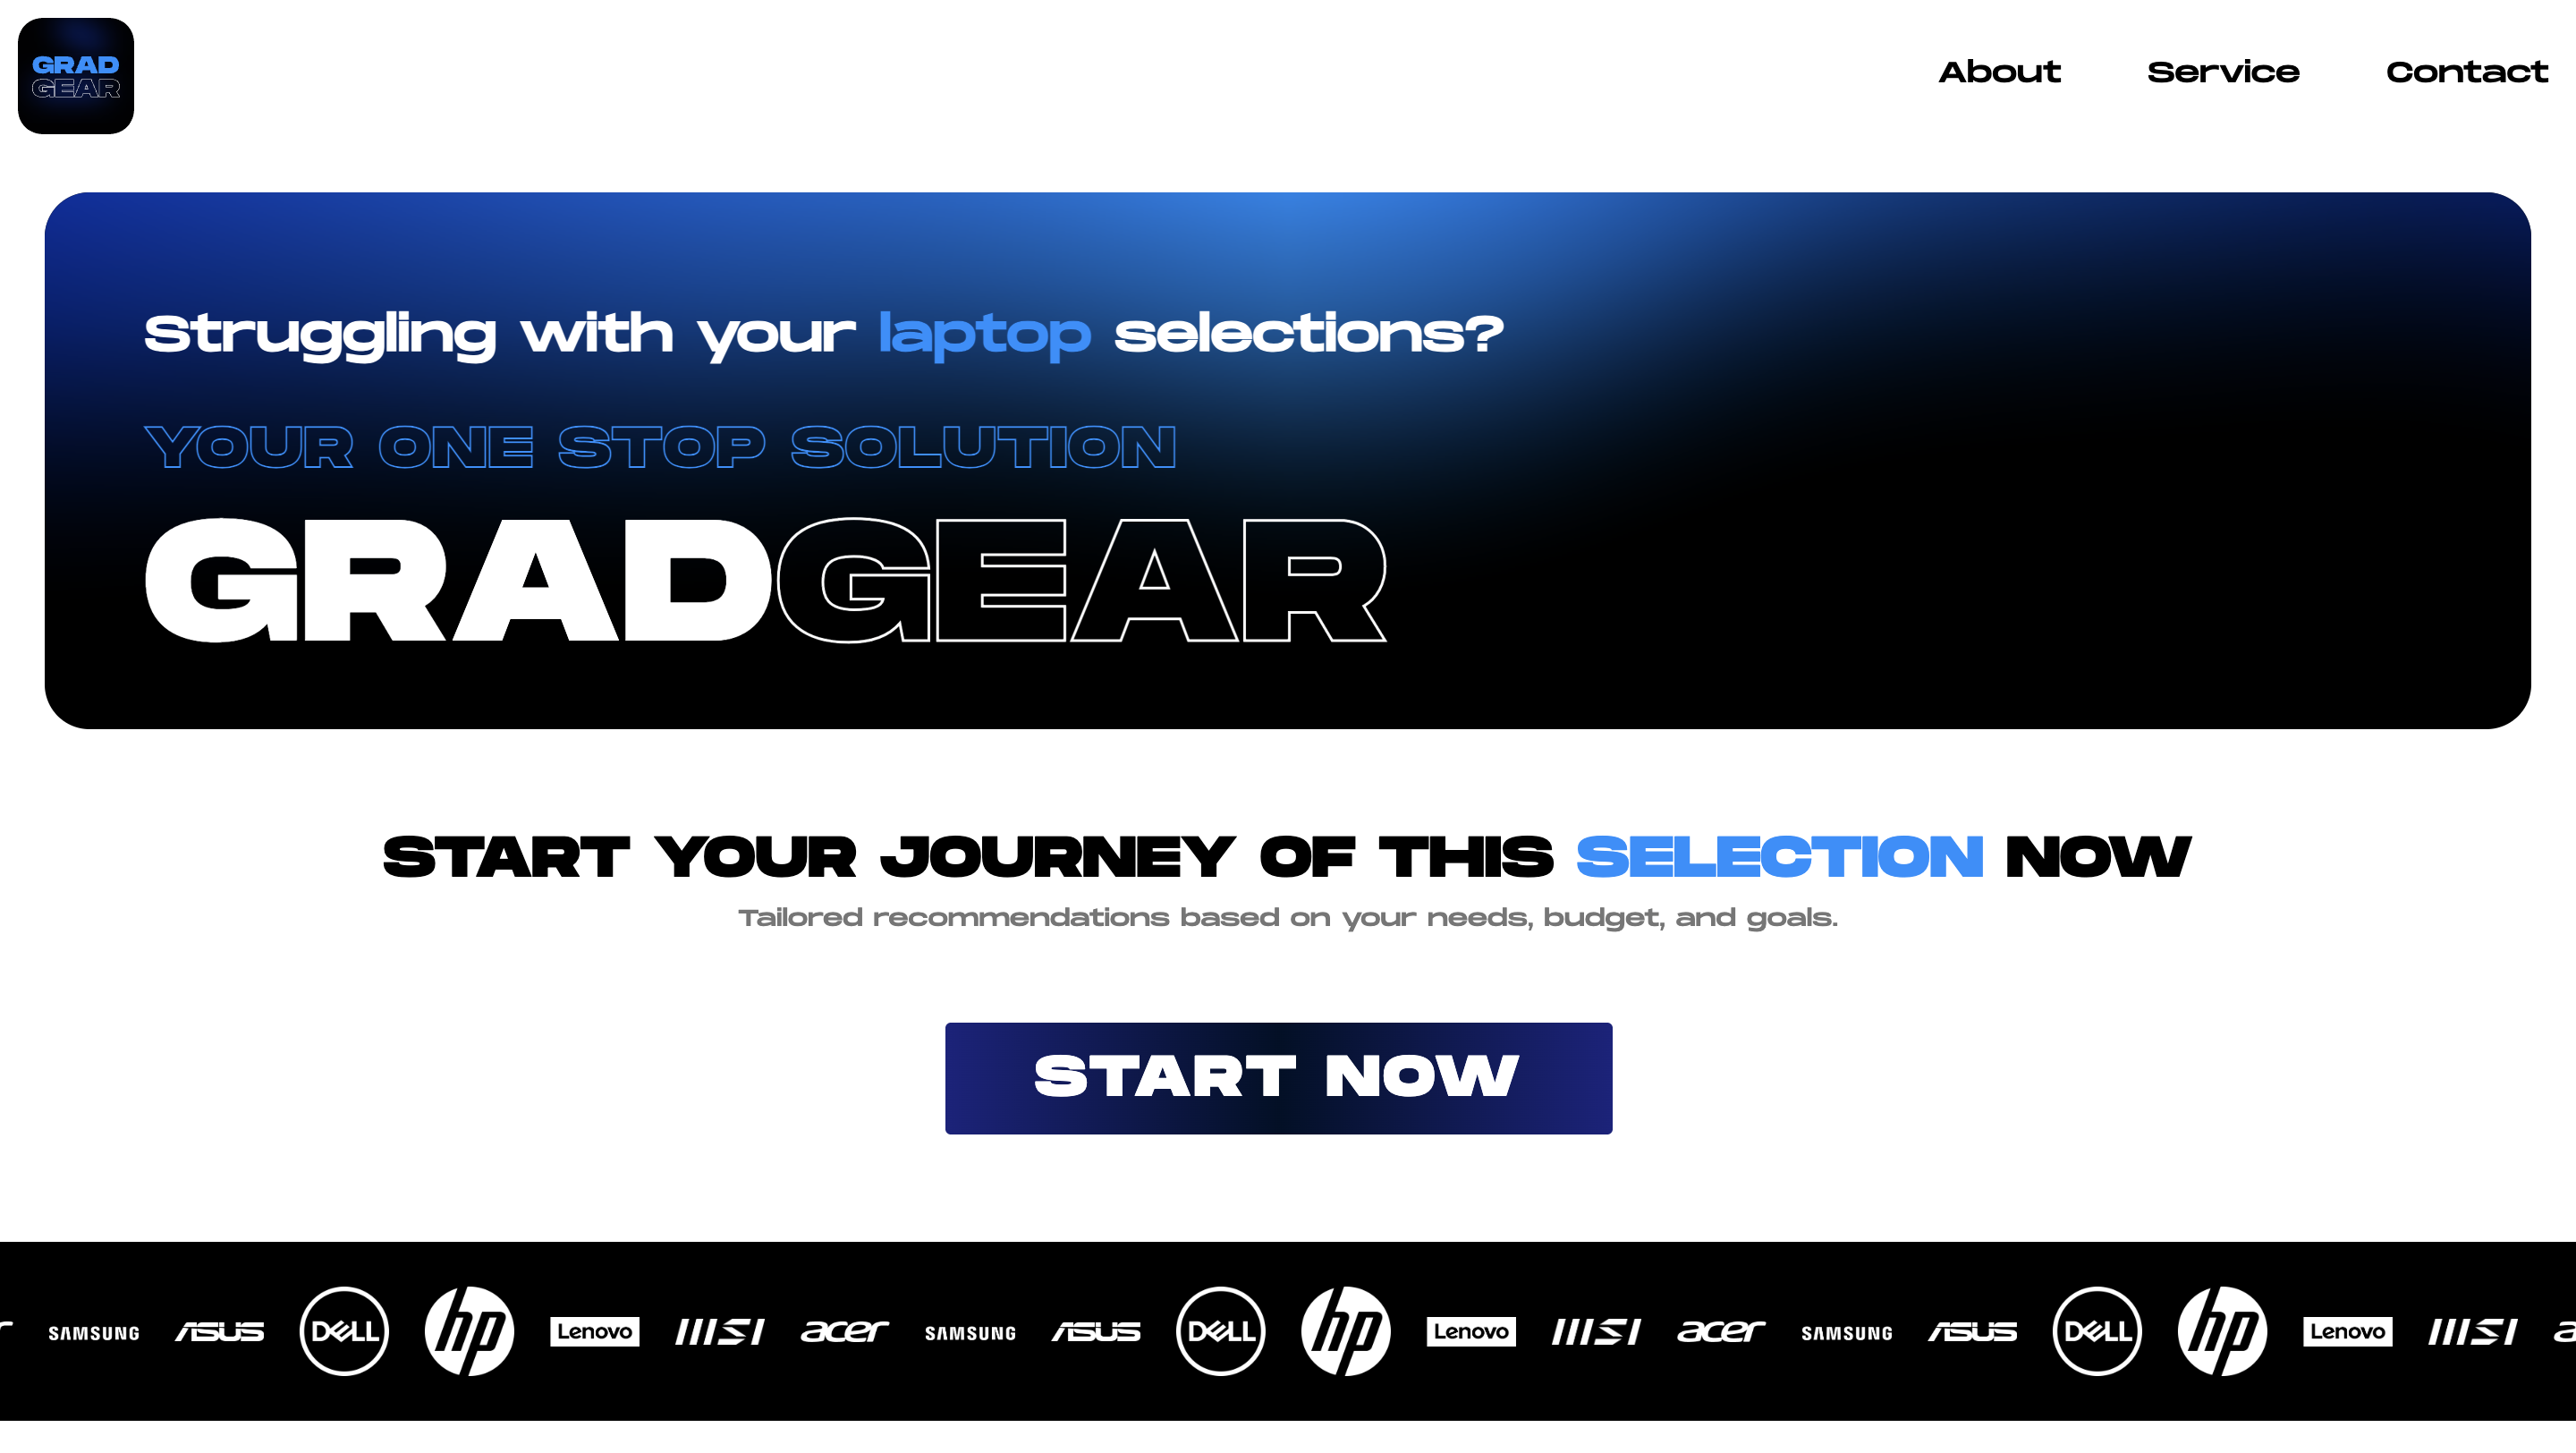 GRAD
GEAR
About Service Contact
Struggling with your laptop selections?
YOUR ONE STOP SOLUTION
GRADGEAR
START YOUR JOURNEY OF THIS SELECTION NOW
Tailored recommendations based on your needs, budget, and goals.
START NOW
SAMSUNG ASUS DELL hp Lenovo MSI acer SAMSUNG ASUS DELL hp Lenovo MSI acer SAMSUNG ASUS DELL hp Lenovo MSI